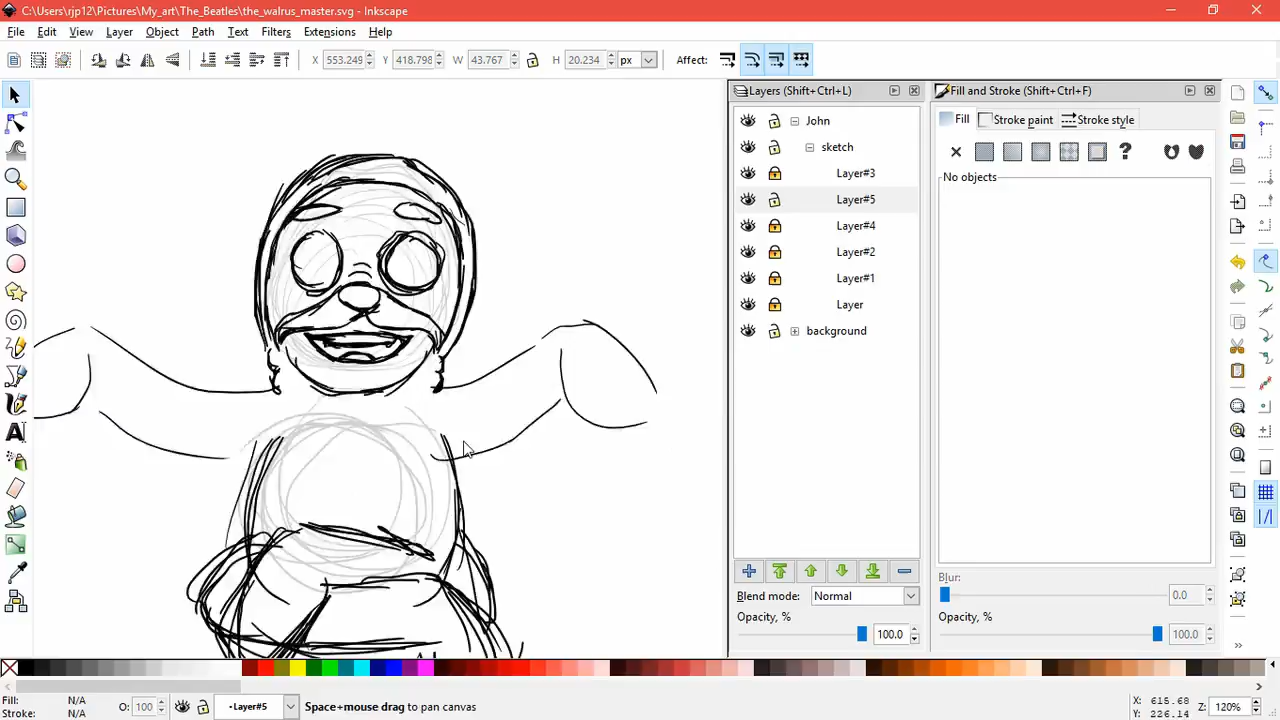 C:\Users\rjp12\Pictures\My_art\The_Beatles\the_walrus_master.svg - Inkscape
File Edit View Layer Object Path Text Filters Extensions Help
X 553.249 Y 418.798 W 43.767 H 20.234 px Affect:
Layers (Shift+Ctrl+L)
John
sketch
Layer#3
Layer#5
Layer#4
Layer#2
Layer#1
Layer
background
Blend mode: Normal
Opacity, % 100.0
Fill and Stroke (Shift+Ctrl+F)
Fill Stroke paint Stroke style
No objects
Blur:
0.0
Opacity, %
100.0
Fill: N/A
Stroke: N/A
O: 100
•Layer#5
Space+mouse drag to pan canvas
X: 615.68
Y: 226.14
Z: 120%